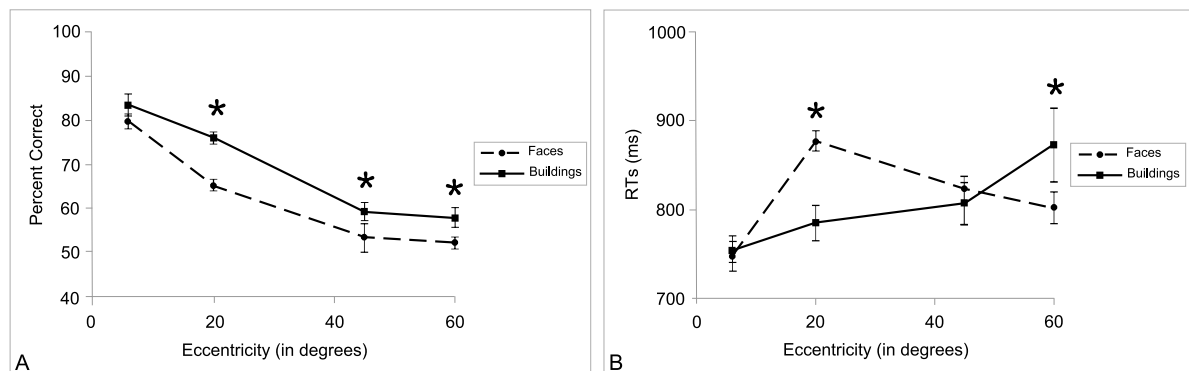 100
90
80
70
60
50
40
0
20
40
60
Percent Correct
Eccentricity (in degrees)
Faces
Buildings
*
*
*
A
1000
900
800
700
0
20
40
60
RTs (ms)
Eccentricity (in degrees)
Faces
Buildings
*
*
B